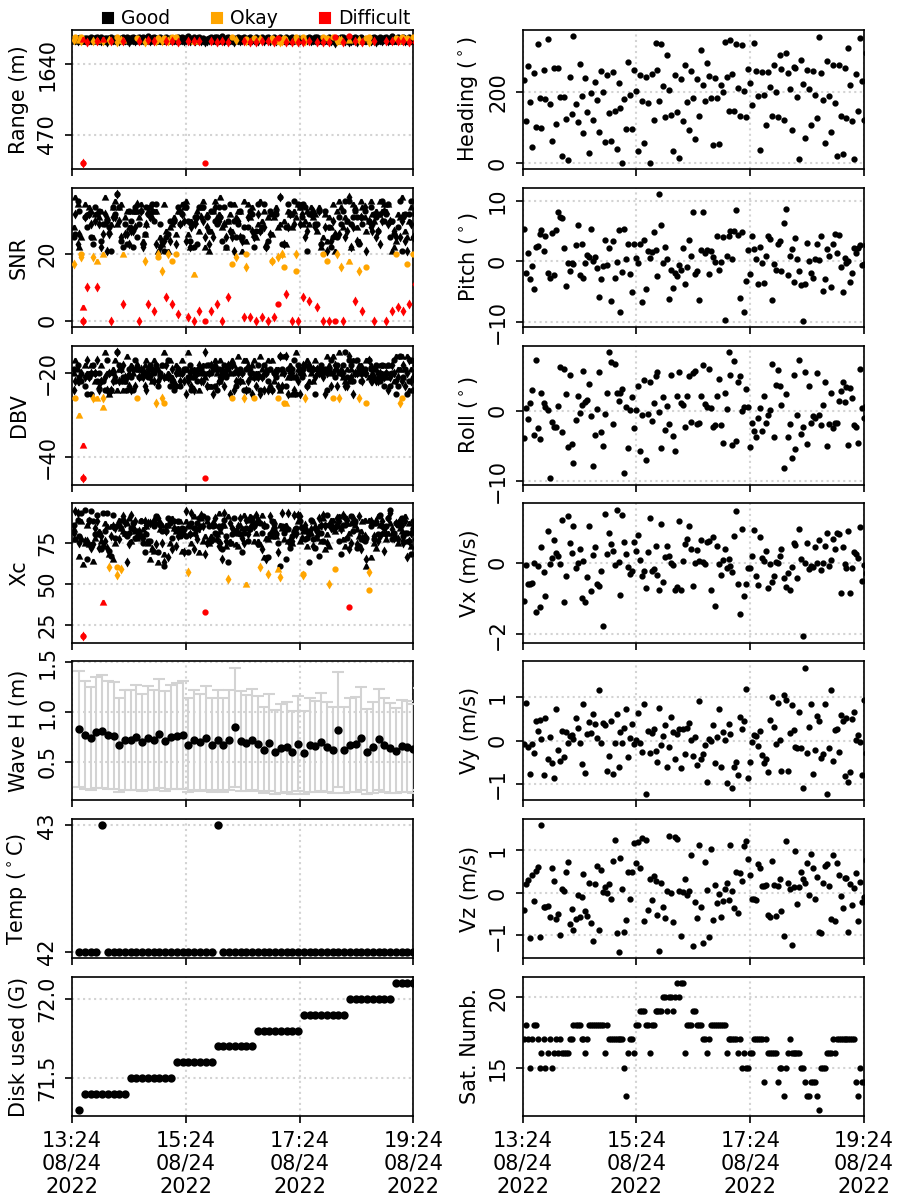 Good Okay Difficult
Range (m)
1640
470
Heading (°)
200
0
SNR
20
0
Pitch (°)
10
0
−10
DBV
−20
−40
Roll (°)
0
−10
Xc
75
50
25
Vx (m/s)
0
−2
Wave H (m)
1.5
1.0
0.5
Vy (m/s)
1
0
−1
Temp (°C)
43
42
Vz (m/s)
1
0
−1
Disk used (G)
72.0
71.5
Sat. Numb.
20
15
13:24 15:24 17:24 19:24
08/24 08/24 08/24 08/24
2022 2022 2022 2022
13:24 15:24 17:24 19:24
08/24 08/24 08/24 08/24
2022 2022 2022 2022